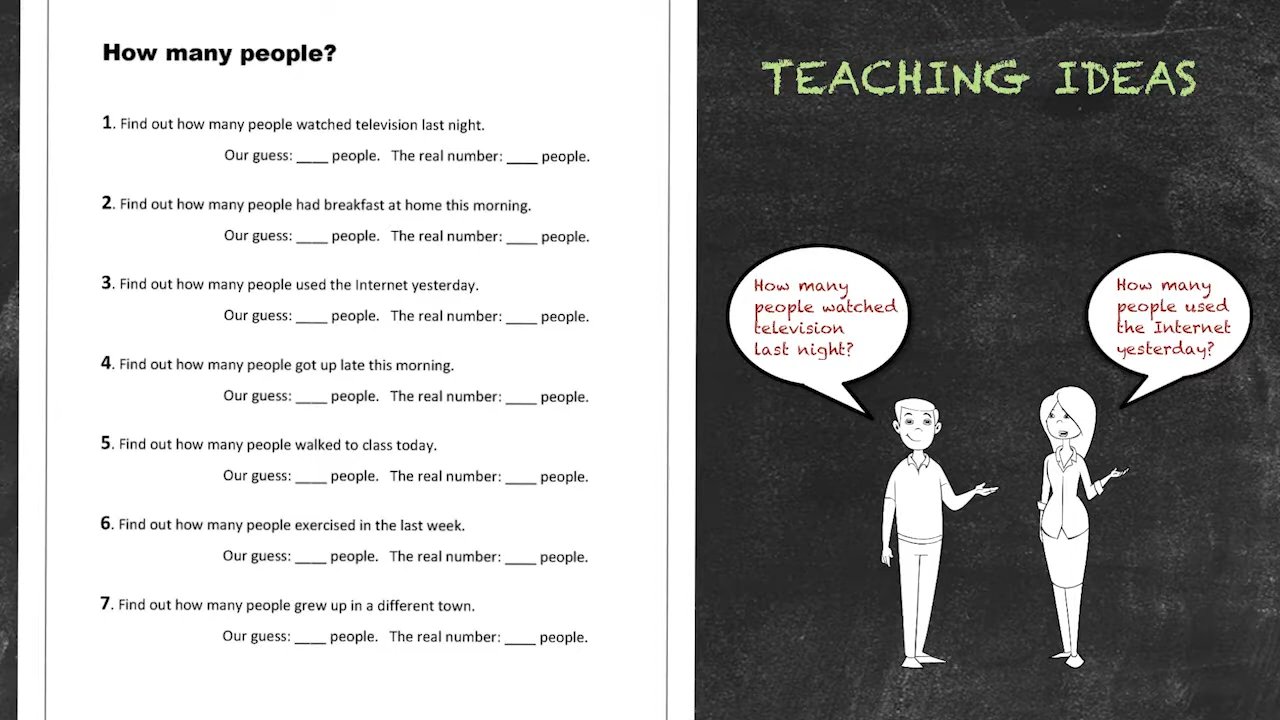 How many people?
1. Find out how many people watched television last night.
Our guess: ____ people. The real number: ____ people.
2. Find out how many people had breakfast at home this morning.
Our guess: ____ people. The real number: ____ people.
3. Find out how many people used the Internet yesterday.
Our guess: ____ people. The real number: ____ people.
4. Find out how many people got up late this morning.
Our guess: ____ people. The real number: ____ people.
5. Find out how many people walked to class today.
Our guess: ____ people. The real number: ____ people.
6. Find out how many people exercised in the last week.
Our guess: ____ people. The real number: ____ people.
7. Find out how many people grew up in a different town.
Our guess: ____ people. The real number: ____ people.
TEACHING IDEAS
How many
people watched
television
last night?
How many
people used
the Internet
yesterday?